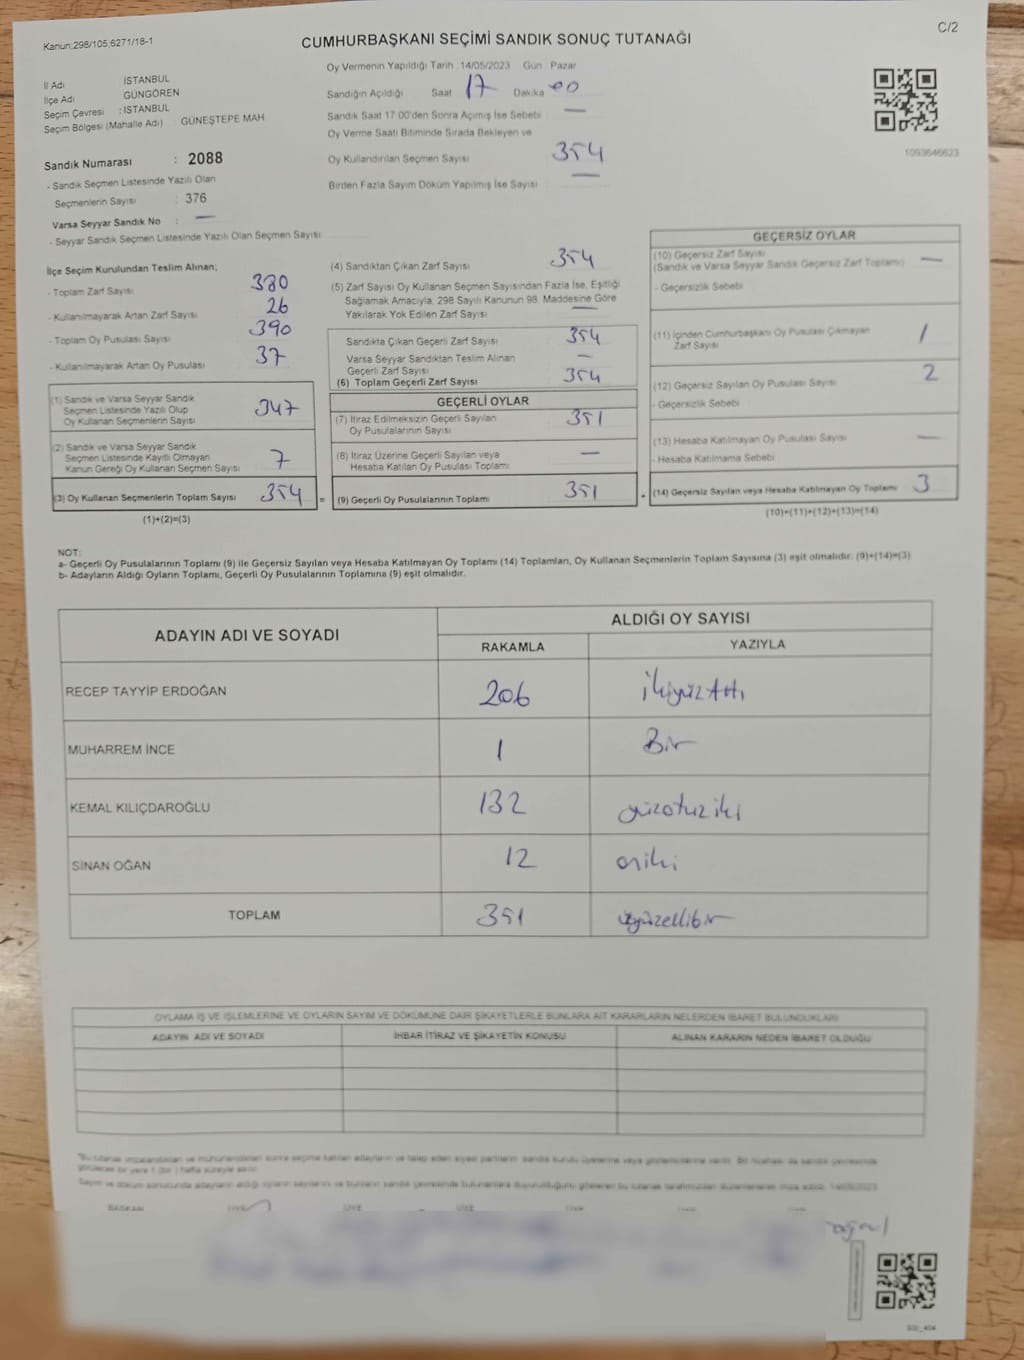 Kanun:298/105;6271/18-1
C/2
CUMHURBAŞKANI SEÇİMİ SANDIK SONUÇ TUTANAĞI
İl Adı İSTANBUL
İlçe Adı GÜNGÖREN
Seçim Çevresi : İSTANBUL
Seçim Bölgesi (Mahalle Adı) GÜNEŞTEPE MAH
Sandık Numarası : 2088
- Sandık Seçmen Listesinde Yazılı Olan
Seçmenlerin Sayısı : 376
Varsa Seyyar Sandık No : —
- Seyyar Sandık Seçmen Listesinde Yazılı Olan Seçmen Sayısı
Oy Vermenin Yapıldığı Tarih :14/05/2023 Gün : Pazar
Sandığın Açıldığı Saat 17 Dakika 00
Sandık Saat 17:00'den Sonra Açımış İse Sebebi —
Oy Verme Saati Bitiminde Sırada Bekleyen ve
Oy Kullandırılan Seçmen Sayısı 354
Birden Fazla Sayım Döküm Yapılmış İse Sayısı —
1093646623
İlçe Seçim Kurulundan Teslim Alınan;
- Toplam Zarf Sayısı 380
- Kullanılmayarak Artan Zarf Sayısı 26
- Toplam Oy Pusulası Sayısı 390
- Kullanılmayarak Artan Oy Pusulası 37
(1) Sandık ve Varsa Seyyar Sandık
Seçmen Listesinde Yazılı Olup
Oy Kullanan Seçmenlerin Sayısı 347
(2) Sandık ve Varsa Seyyar Sandık
Seçmen Listesinde Kayıtlı Olmayan
Kanun Gereği Oy Kullanan Seçmen Sayısı 7
(3) Oy Kullanan Seçmenlerin Toplam Sayısı 354 =
(1)+(2)=(3)
(4) Sandıktan Çıkan Zarf Sayısı 354
(5) Zarf Sayısı Oy Kullanan Seçmen Sayısından Fazla İse, Eşitliği
Sağlamak Amacıyla; 298 Sayılı Kanunun 98. Maddesine Göre
Yakılarak Yok Edilen Zarf Sayısı —
Sandıkta Çıkan Geçerli Zarf Sayısı 354
Varsa Seyyar Sandıktan Teslim Alınan
Geçerli Zarf Sayısı —
(6) Toplam Geçerli Zarf Sayısı 354
GEÇERLİ OYLAR
(7) İtiraz Edilmeksizin Geçerli Sayılan
Oy Pusulalarının Sayısı 351
(8) İtiraz Üzerine Geçerli Sayılan veya
Hesaba Katılan Oy Pusulası Toplamı —
(9) Geçerli Oy Pusulalarının Toplamı 351 +
GEÇERSİZ OYLAR
(10) Geçersiz Zarf Sayısı
(Sandık ve Varsa Seyyar Sandık Geçersiz Zarf Toplamı) —
- Geçersizlik Sebebi
(11) İçinden Cumhurbaşkanı Oy Pusulası Çıkmayan
Zarf Sayısı 1
(12) Geçersiz Sayılan Oy Pusulası Sayısı 2
- Geçersizlik Sebebi
(13) Hesaba Katılmayan Oy Pusulası Sayısı —
- Hesaba Katılmama Sebebi
(14) Geçersiz Sayılan veya Hesaba Katılmayan Oy Toplamı 3
(10)+(11)+(12)+(13)=(14)
NOT:
a- Geçerli Oy Pusulalarının Toplamı (9) ile Geçersiz Sayılan veya Hesaba Katılmayan Oy Toplamı (14) Toplamları, Oy Kullanan Seçmenlerin Toplam Sayısına (3) eşit olmalıdır. (9)+(14)=(3)
b- Adayların Aldığı Oyların Toplamı, Geçerli Oy Pusulalarının Toplamına (9) eşit olmalıdır.
ADAYIN ADI VE SOYADI ALDIĞI OY SAYISI
RAKAMLA YAZIYLA
RECEP TAYYİP ERDOĞAN 206 ikiyüzAltı
MUHARREM İNCE 1 Bir
KEMAL KILIÇDAROĞLU 132 yüzotuziki
SİNAN OĞAN 12 oniki
TOPLAM 351 üçyüzellibir
OYLAMA İŞ VE İŞLEMLERİNE VE OYLARIN SAYIM VE DÖKÜMÜNE DAİR ŞİKAYETLERLE BUNLARA AİT KARARLARIN NELERDEN İBARET BULUNDUKLARI
ADAYIN ADI VE SOYADI İHBAR İTİRAZ VE ŞİKAYETİN KONUSU ALINAN KARARIN NEDEN İBARET OLDUĞU
BAŞKAN ÜYE ÜYE ÜYE ÜYE ÜYE ÜYE